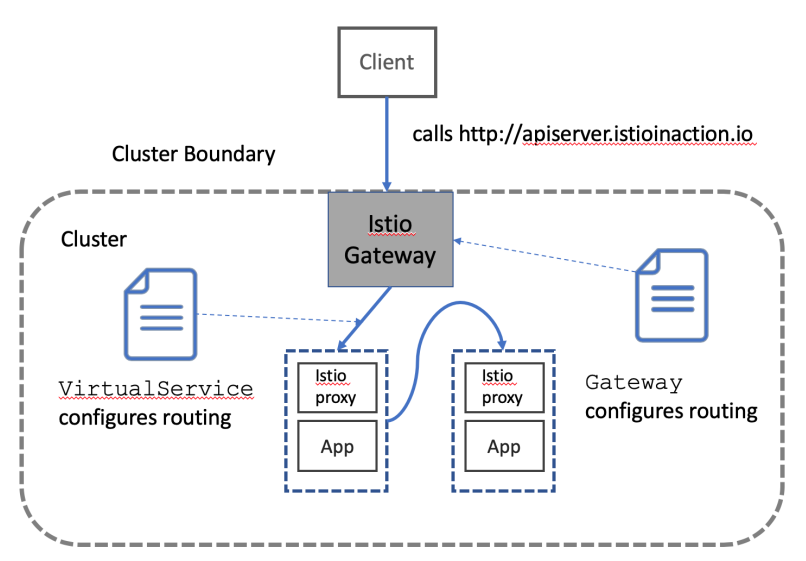 Client
calls http://apiserver.istioinaction.io
Cluster Boundary
Istio
Gateway
Cluster
VirtualService
configures routing
Gateway
configures routing
Istio
proxy
App
Istio
proxy
App